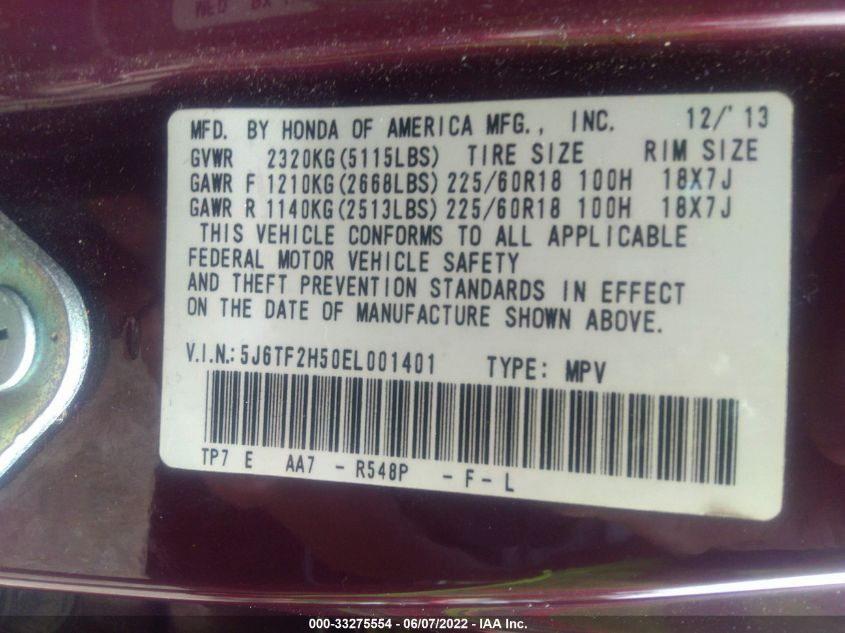 MFD. BY HONDA OF AMERICA MFG., INC. 12/'13
GVWR 2320KG(5115LBS) TIRE SIZE RIM SIZE
GAWR F 1210KG(2668LBS) 225/60R18 100H 18X7J
GAWR R 1140KG(2513LBS) 225/60R18 100H 18X7J
THIS VEHICLE CONFORMS TO ALL APPLICABLE
FEDERAL MOTOR VEHICLE SAFETY
AND THEFT PREVENTION STANDARDS IN EFFECT
ON THE DATE OF MANUFACTURE SHOWN ABOVE.
V.I.N.: 5J6TF2H50EL001401 TYPE: MPV
TP7 E AA7 - R548P - F - L
000-33275554 - 06/07/2022 - IAA Inc.